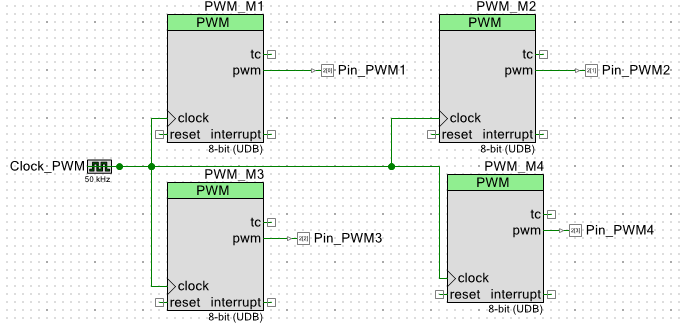 PWM_M1
PWM
tc
pwm
Pin_PWM1
clock
reset interrupt
8-bit (UDB)
PWM_M2
PWM
tc
pwm
Pin_PWM2
clock
reset interrupt
8-bit (UDB)
Clock_PWM
50 kHz
PWM_M3
PWM
tc
pwm
Pin_PWM3
clock
reset interrupt
8-bit (UDB)
PWM_M4
PWM
tc
pwm
Pin_PWM4
clock
reset interrupt
8-bit (UDB)